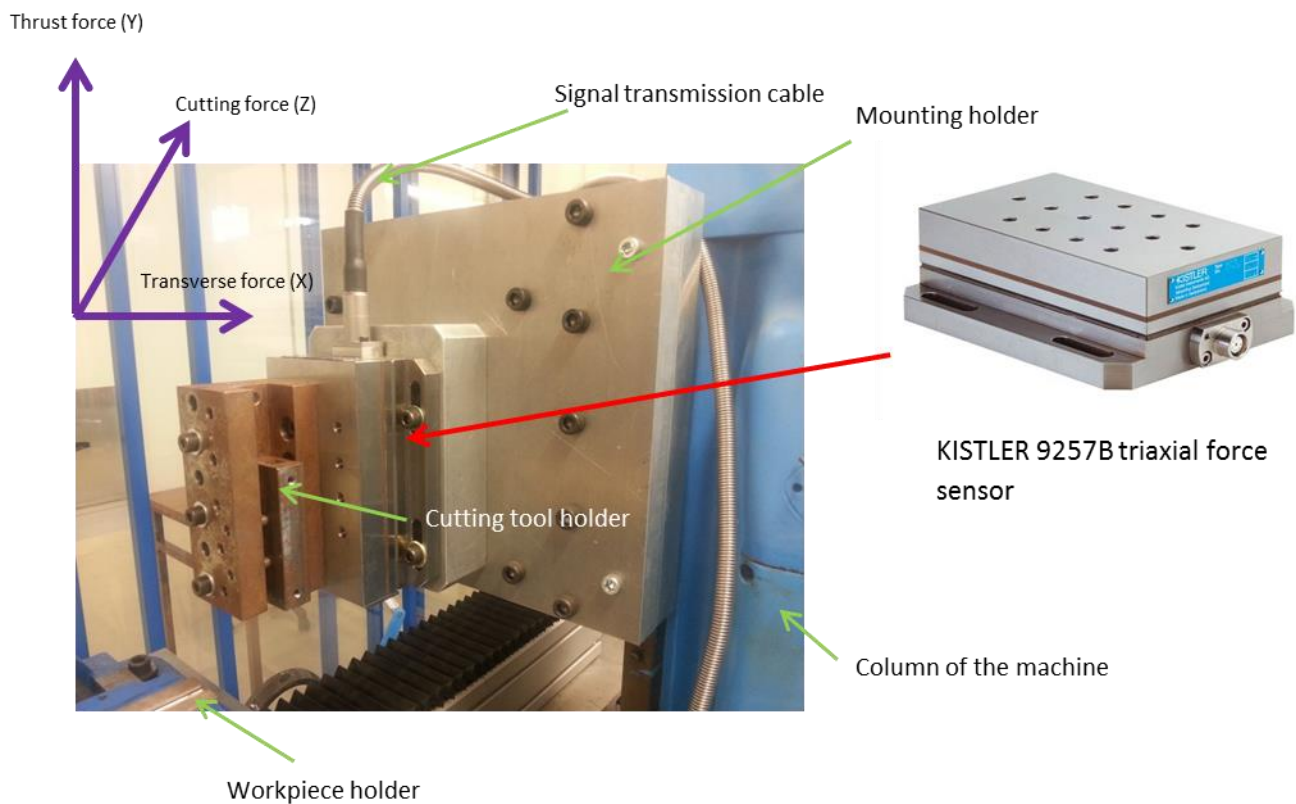 Thrust force (Y)
Cutting force (Z)
Signal transmission cable
Mounting holder
Transverse force (X)
KISTLER
KISTLER 9257B triaxial force
sensor
Cutting tool holder
Column of the machine
Workpiece holder